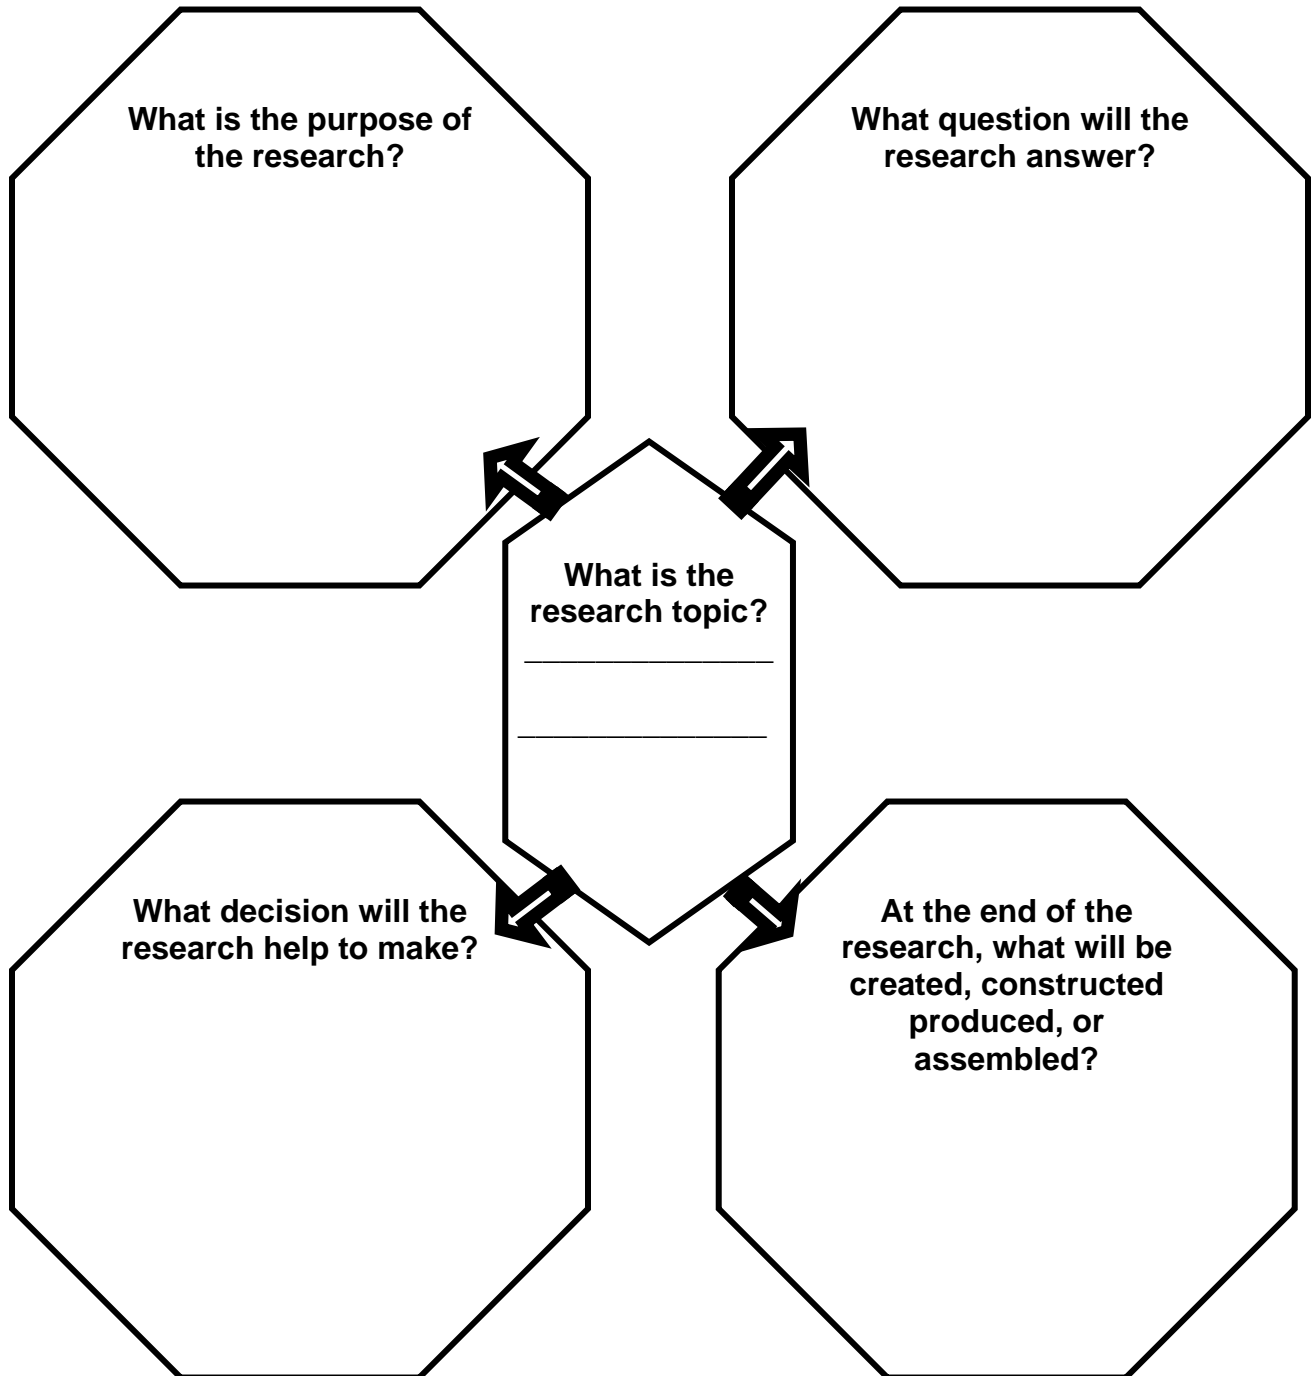 What is the purpose of
the research?
What question will the
research answer?
What is the
research topic?
What decision will the
research help to make?
At the end of the
research, what will be
created, constructed
produced, or
assembled?